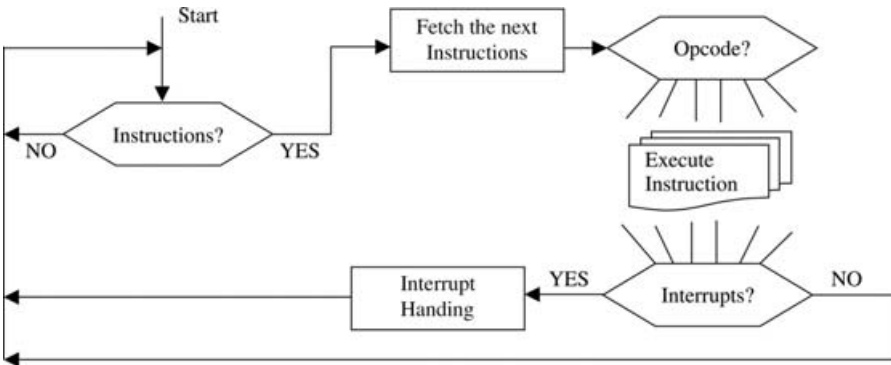 Start
Fetch the next
Instructions
Opcode?
Instructions?
NO
YES
Execute
Instruction
Interrupt
Handing
YES
Interrupts?
NO